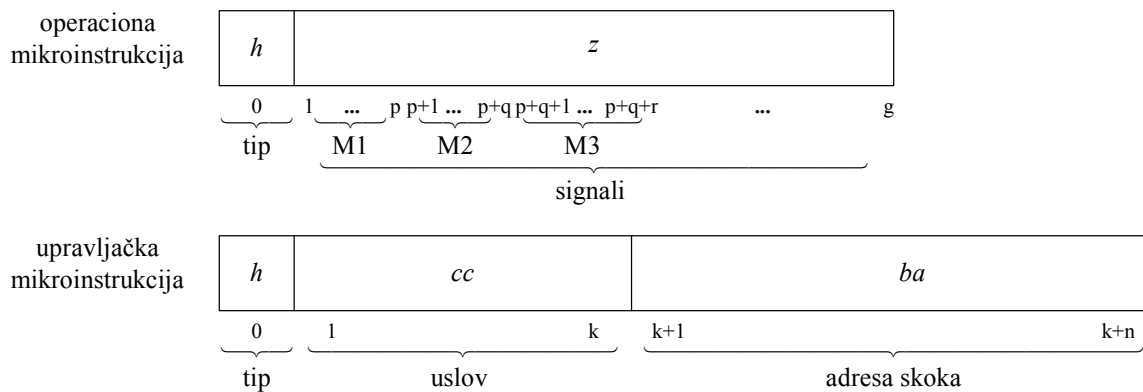 operaciona
mikroinstrukcija
h z
0 1 ... p p+1 ... p+q p+q+1 ... p+q+r ... g
tip M1 M2 M3
signali
upravljačka
mikroinstrukcija
h cc ba
0 1 k k+1 k+n
tip uslov adresa skoka